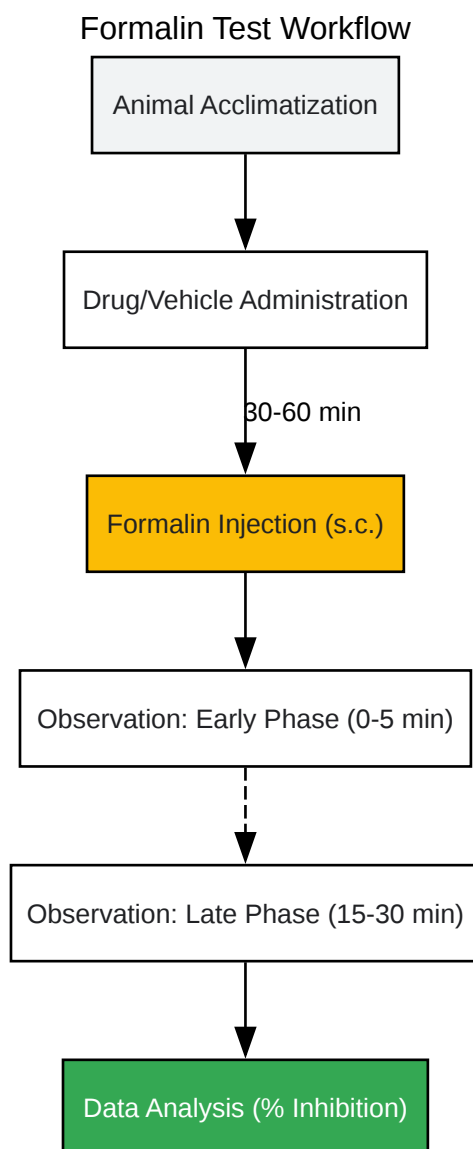 Formalin Test Workflow
Animal Acclimatization
Drug/Vehicle Administration
30-60 min
Formalin Injection (s.c.)
Observation: Early Phase (0-5 min)
Observation: Late Phase (15-30 min)
Data Analysis (% Inhibition)